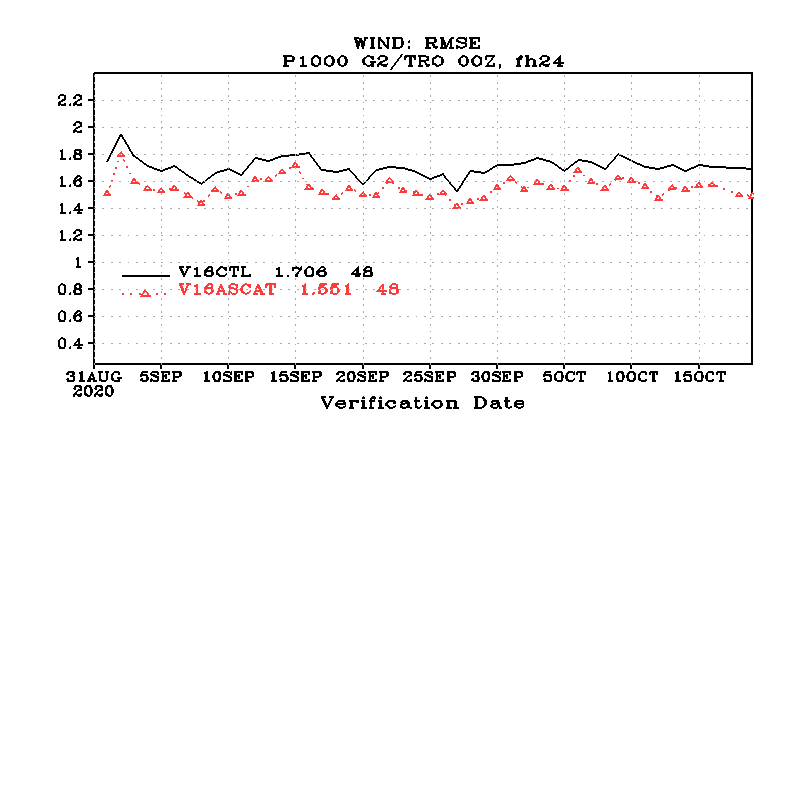 WIND: RMSE
P1000 G2/TRO 00Z, fh24
2.2
2
1.8
1.6
1.4
1.2
1
0.8
0.6
0.4
V16CTL 1.706 48
V16ASCAT 1.551 48
31AUG 5SEP 10SEP 15SEP 20SEP 25SEP 30SEP 5OCT 10OCT 15OCT
2020
Verification Date